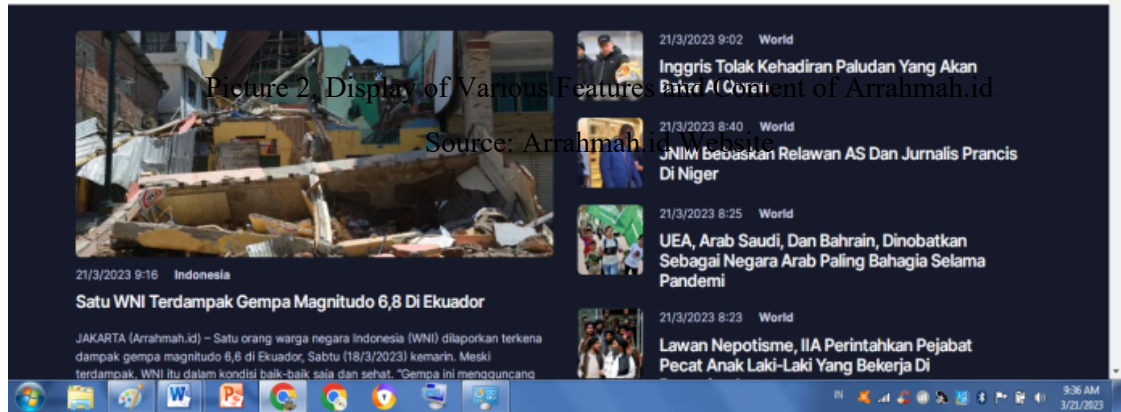 21/3/2023 9:16 Indonesia
Satu WNI Terdampak Gempa Magnitudo 6,8 Di Ekuador
JAKARTA (Arrahmah.id) – Satu orang warga negara Indonesia (WNI) dilaporkan terkena
dampak gempa magnitudo 6,6 di Ekuador, Sabtu (18/3/2023) kemarin. Meski
terdampak, WNI itu dalam kondisi baik-baik saja dan sehat. "Gempa ini mengguncang
21/3/2023 9:02 World
Inggris Tolak Kehadiran Paludan Yang Akan
Bakar Al Quran
21/3/2023 8:40 World
JNIM Bebaskan Relawan AS Dan Jurnalis Prancis
Di Niger
21/3/2023 8:25 World
UEA, Arab Saudi, Dan Bahrain, Dinobatkan
Sebagai Negara Arab Paling Bahagia Selama
Pandemi
21/3/2023 8:23 World
Lawan Nepotisme, IIA Perintahkan Pejabat
Pecat Anak Laki-Laki Yang Bekerja Di
Picture 2. Display of Various Features and Content of Arrahmah.id
Source: Arrahmah.id Website
IN
9:36 AM
3/21/2023